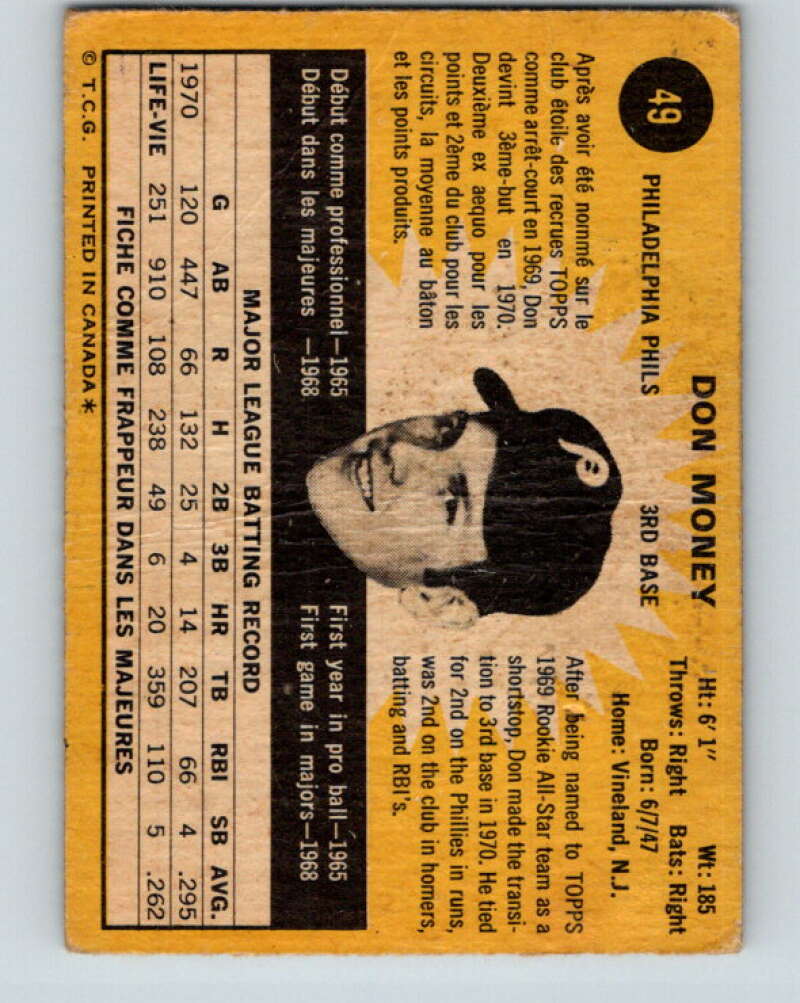 49
DON MONEY
Ht: 6'1" Wt: 185
PHILADELPHIA PHILS 3RD BASE
Throws: Right Bats: Right
Born: 6/7/47
Home: Vineland, N.J.
Après avoir été nommé sur le
club étoile des recrues TOPPS
comme arrêt-court en 1969, Don
devint 3ème-but en 1970.
Deuxième ex aequo pour les
points et 2ème du club pour les
circuits, la moyenne au bâton
et les points produits.
After being named to TOPPS
1969 Rookie All-Star team as a
shortstop, Don made the transi-
tion to 3rd base in 1970. He tied
for 2nd on the Phillies in runs,
was 2nd on the club in homers,
batting and RBI's.
P
Début comme professionnel—1965
Début dans les majeures —1968
First year in pro ball—1965
First game in majors—1968
MAJOR LEAGUE BATTING RECORD
G AB R H 2B 3B HR TB RBI SB AVG.
1970 120 447 66 132 25 4 14 207 66 4 .295
LIFE-VIE 251 910 108 238 49 6 20 359 110 5 .262
FICHE COMME FRAPPEUR DANS LES MAJEURES
© T.C.G. PRINTED IN CANADA*